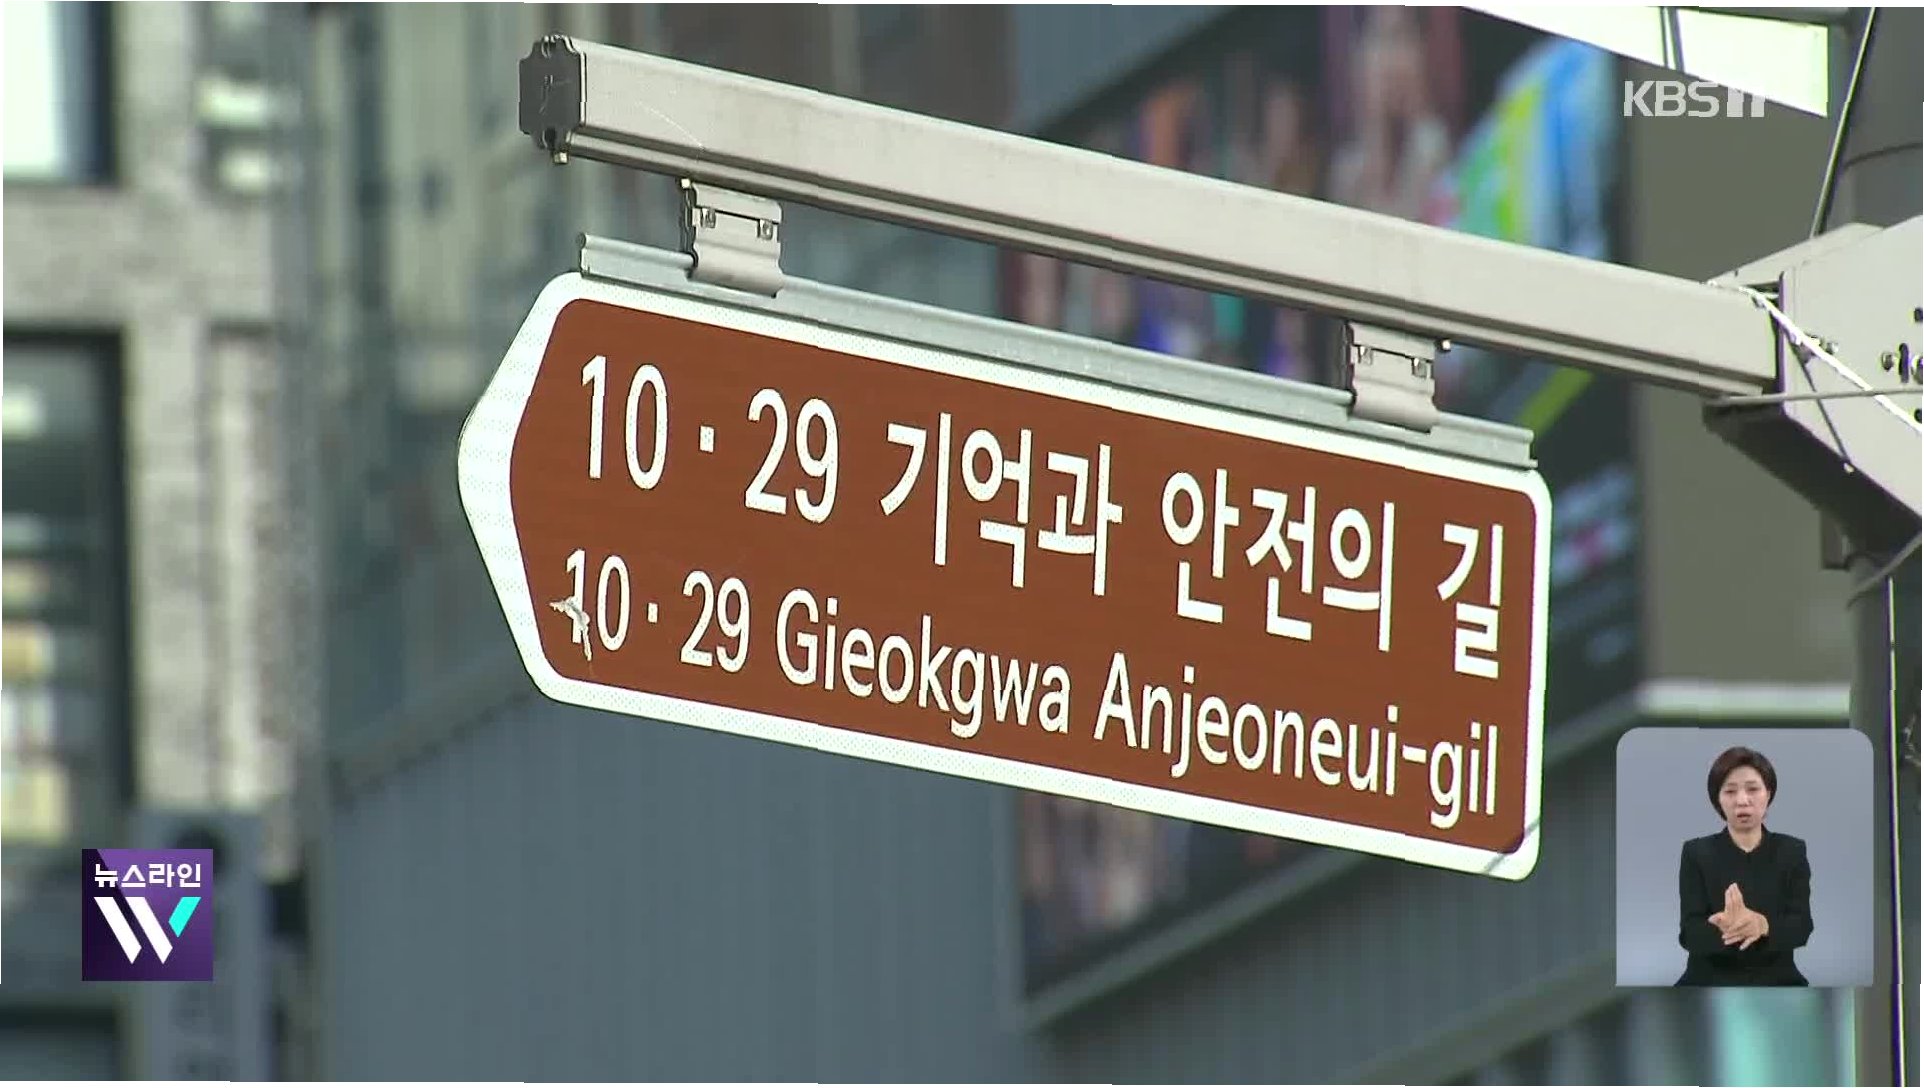 KBS
10·29 기억과 안전의 길
10·29 Gieokgwa Anjeoneui-gil
뉴스라인
W